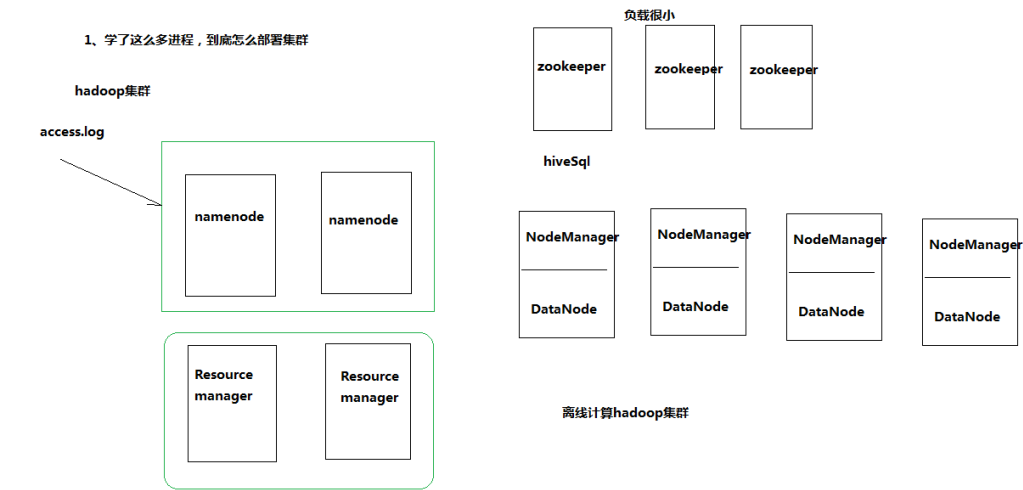 1、学了这么多进程，到底怎么部署集群
hadoop集群
access.log
namenode
namenode
Resource
manager
Resource
manager
负载很小
zookeeper
zookeeper
zookeeper
hiveSql
NodeManager
DataNode
NodeManager
DataNode
NodeManager
DataNode
NodeManager
DataNode
离线计算hadoop集群